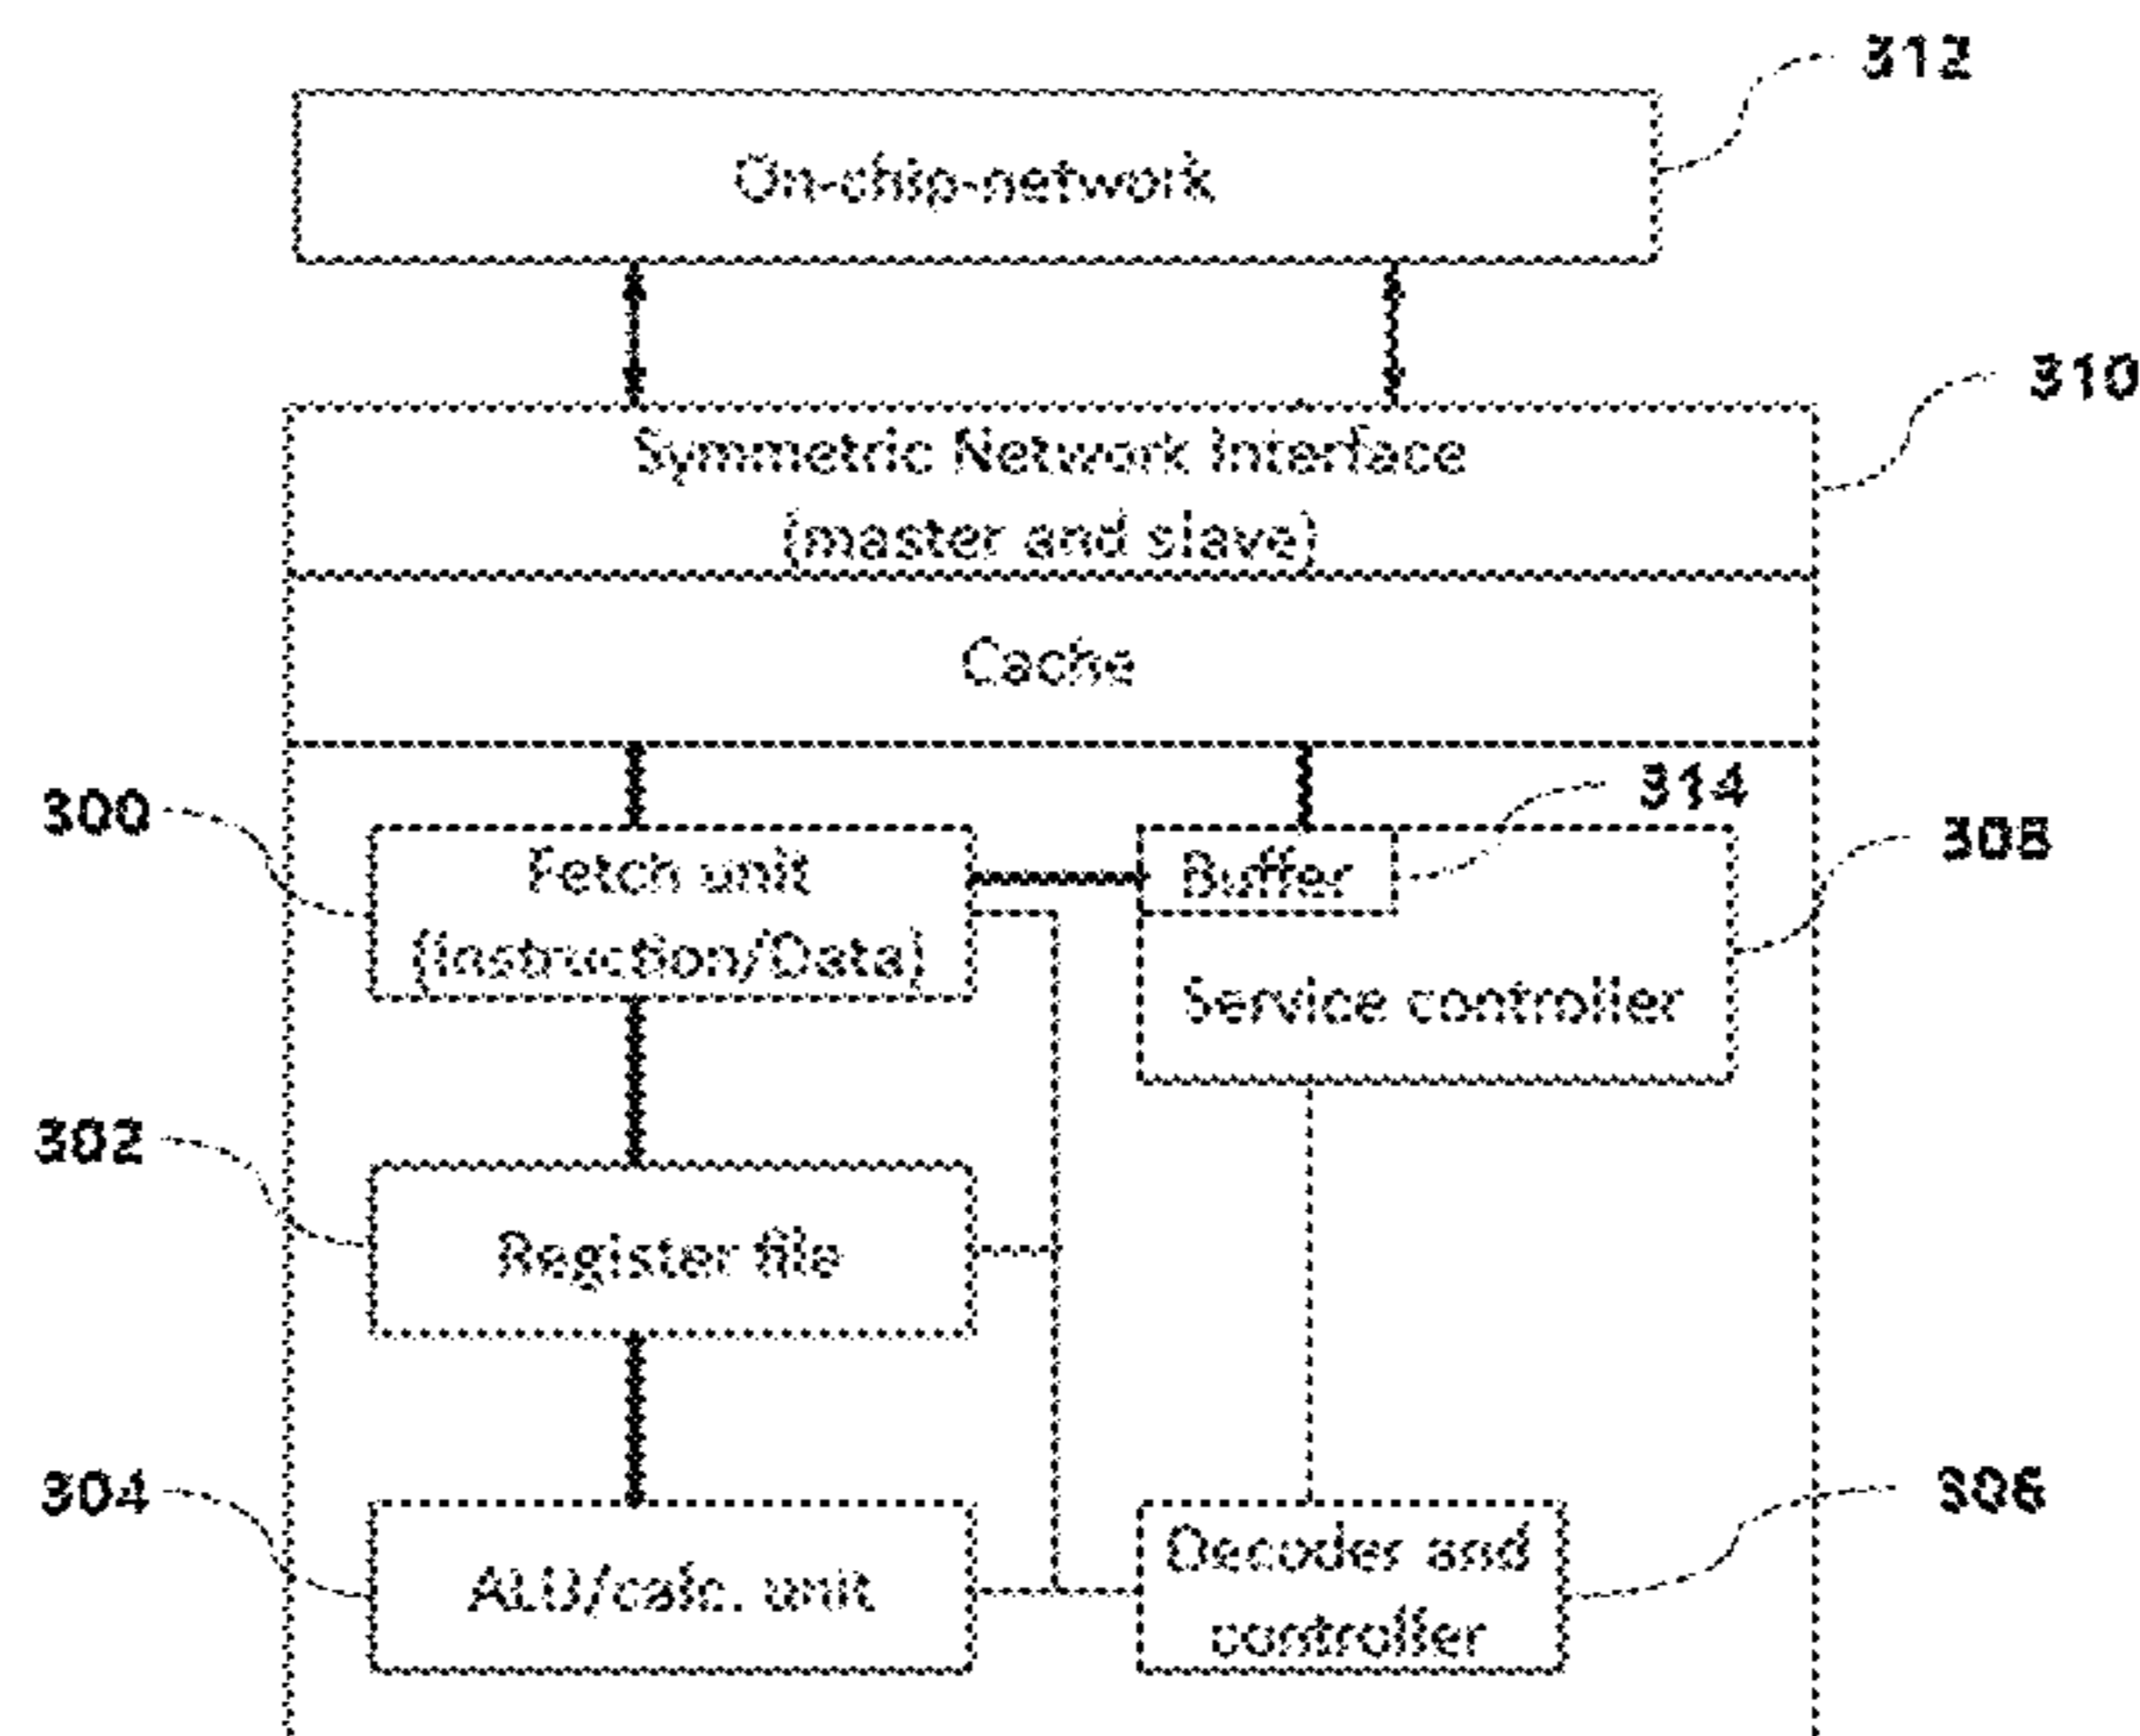 312
On-chip-network
310
Symmetric Network Interface
(master and slave)
Cache
314
300
308
Fetch unit
Buffer
(Instruction/Data)
Service controller
302
Register file
304
306
Decoder and
ALU/calc. unit
controller